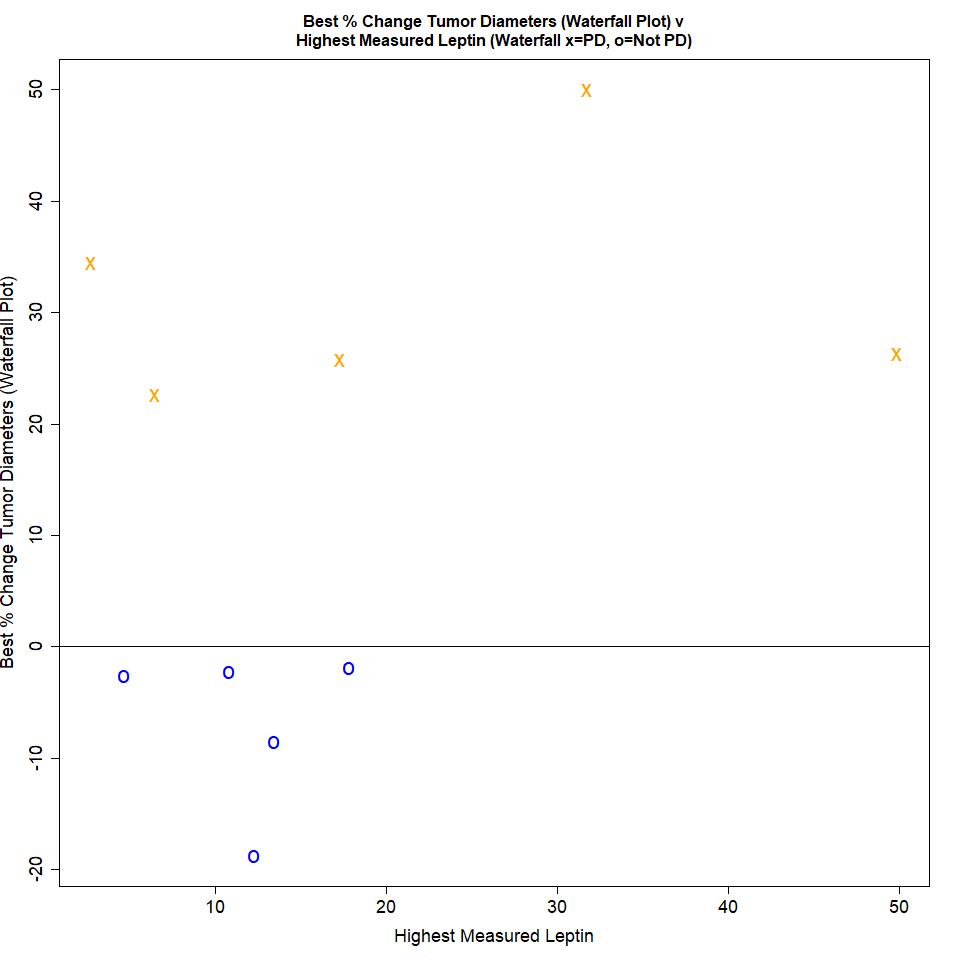 Best % Change Tumor Diameters (Waterfall Plot) v
Highest Measured Leptin (Waterfall x=PD, o=Not PD)
Best % Change Tumor Diameters (Waterfall Plot)
50
40
30
20
10
0
-10
-20
X
X
X
X
X
O
O
O
O
O
10 20 30 40 50
Highest Measured Leptin